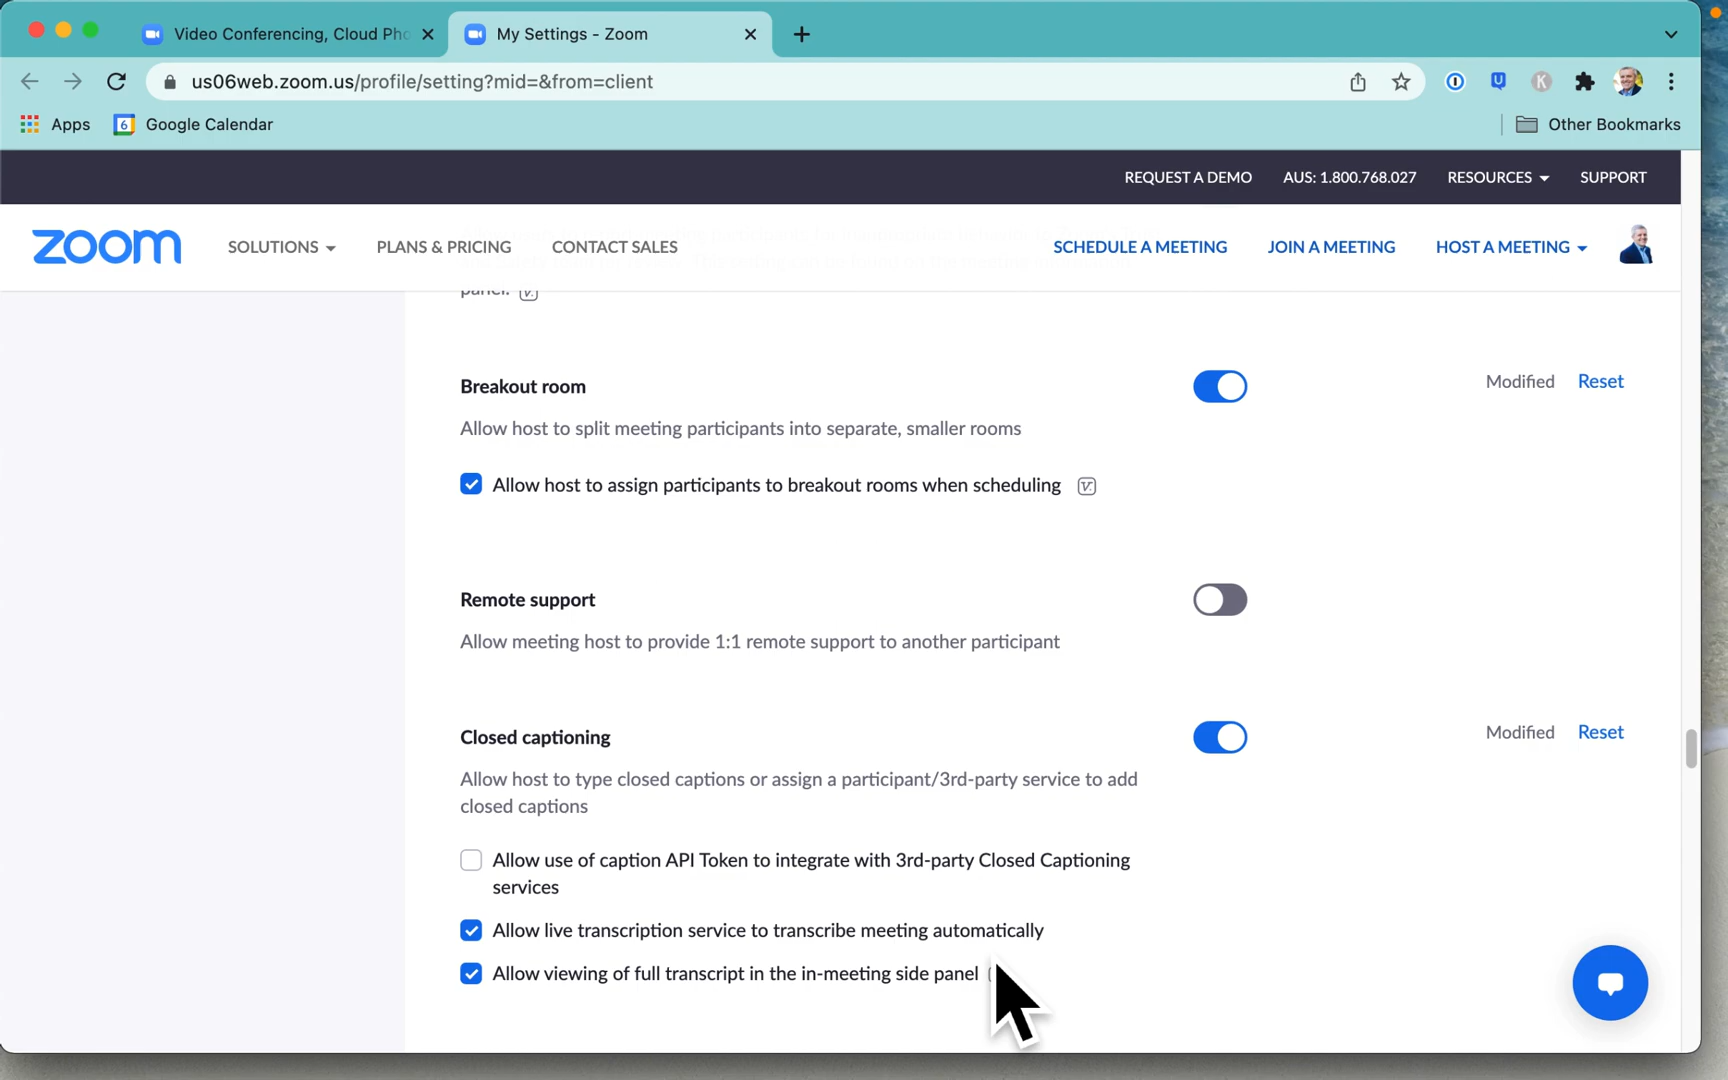 Video Conferencing, Cloud Pho
My Settings - Zoom
us06web.zoom.us/profile/setting?mid=&from=client
Apps
6
Google Calendar
Other Bookmarks
REQUEST A DEMO
AUS: 1.800.768.027
RESOURCES
SUPPORT
zoom
SOLUTIONS
PLANS & PRICING
CONTACT SALES
SCHEDULE A MEETING
JOIN A MEETING
HOST A MEETING
panel.
Breakout room
Modified
Reset
Allow host to split meeting participants into separate, smaller rooms
Allow host to assign participants to breakout rooms when scheduling
Remote support
Allow meeting host to provide 1:1 remote support to another participant
Closed captioning
Modified
Reset
Allow host to type closed captions or assign a participant/3rd-party service to add
closed captions
Allow use of caption API Token to integrate with 3rd-party Closed Captioning
services
Allow live transcription service to transcribe meeting automatically
Allow viewing of full transcript in the in-meeting side panel